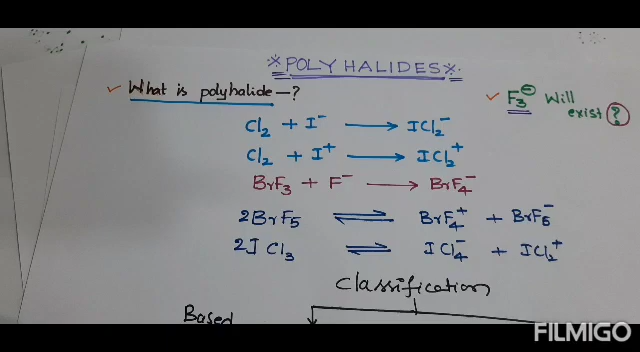 *POLYHALIDES*
✓ What is polyhalide—?
✓ F₃⊖ Will exist ?
Cl₂ + I⁻ ⟶ ICl₂⁻
Cl₂ + I⁺ ⟶ ICl₂⁺
BrF₃ + F⁻ ⟶ BrF₄⁻
2BrF₅ ⇌ BrF₄⁺ + BrF₆⁻
2ICl₃ ⇌ ICl₄⁻ + ICl₂⁺
Classification
Based
FILMIGO